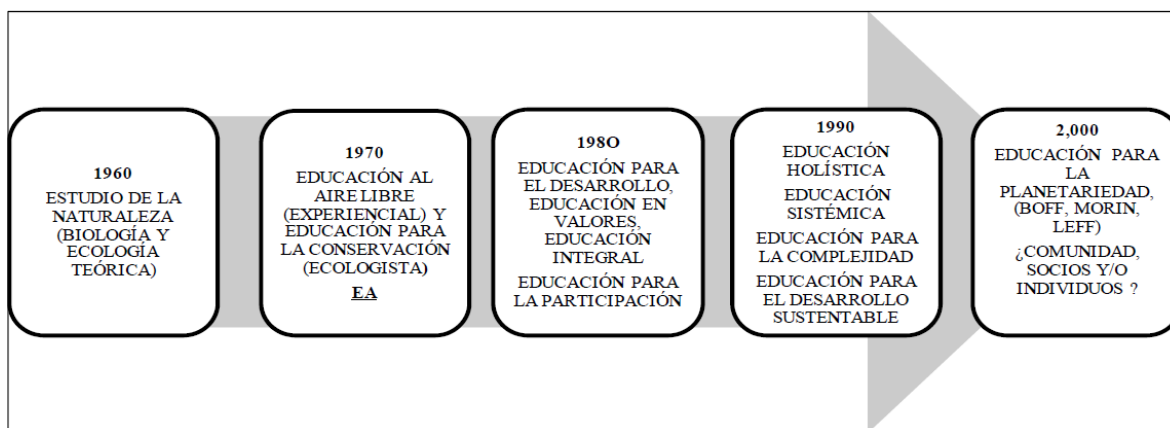 1960
ESTUDIO DE LA
NATURALEZA
(BIOLOGÍA Y
ECOLOGÍA
TEÓRICA)
1970
EDUCACIÓN AL
AIRE LIBRE
(EXPERIENCIAL) Y
EDUCACIÓN PARA
LA CONSERVACIÓN
(ECOLOGISTA)
EA
198O
EDUCACIÓN PARA
EL DESARROLLO,
EDUCACIÓN EN
VALORES,
EDUCACIÓN
INTEGRAL
EDUCACIÓN PARA
LA PARTICIPACIÓN
1990
EDUCACIÓN
HOLÍSTICA
EDUCACIÓN
SISTÉMICA
EDUCACIÓN PARA
LA COMPLEJIDAD
EDUCACIÓN PARA
EL DESARROLLO
SUSTENTABLE
2,000
EDUCACIÓN PARA
LA
PLANETARIEDAD,
(BOFF, MORIN,
LEFF)
¿COMUNIDAD,
SOCIOS Y/O
INDIVIDUOS ?